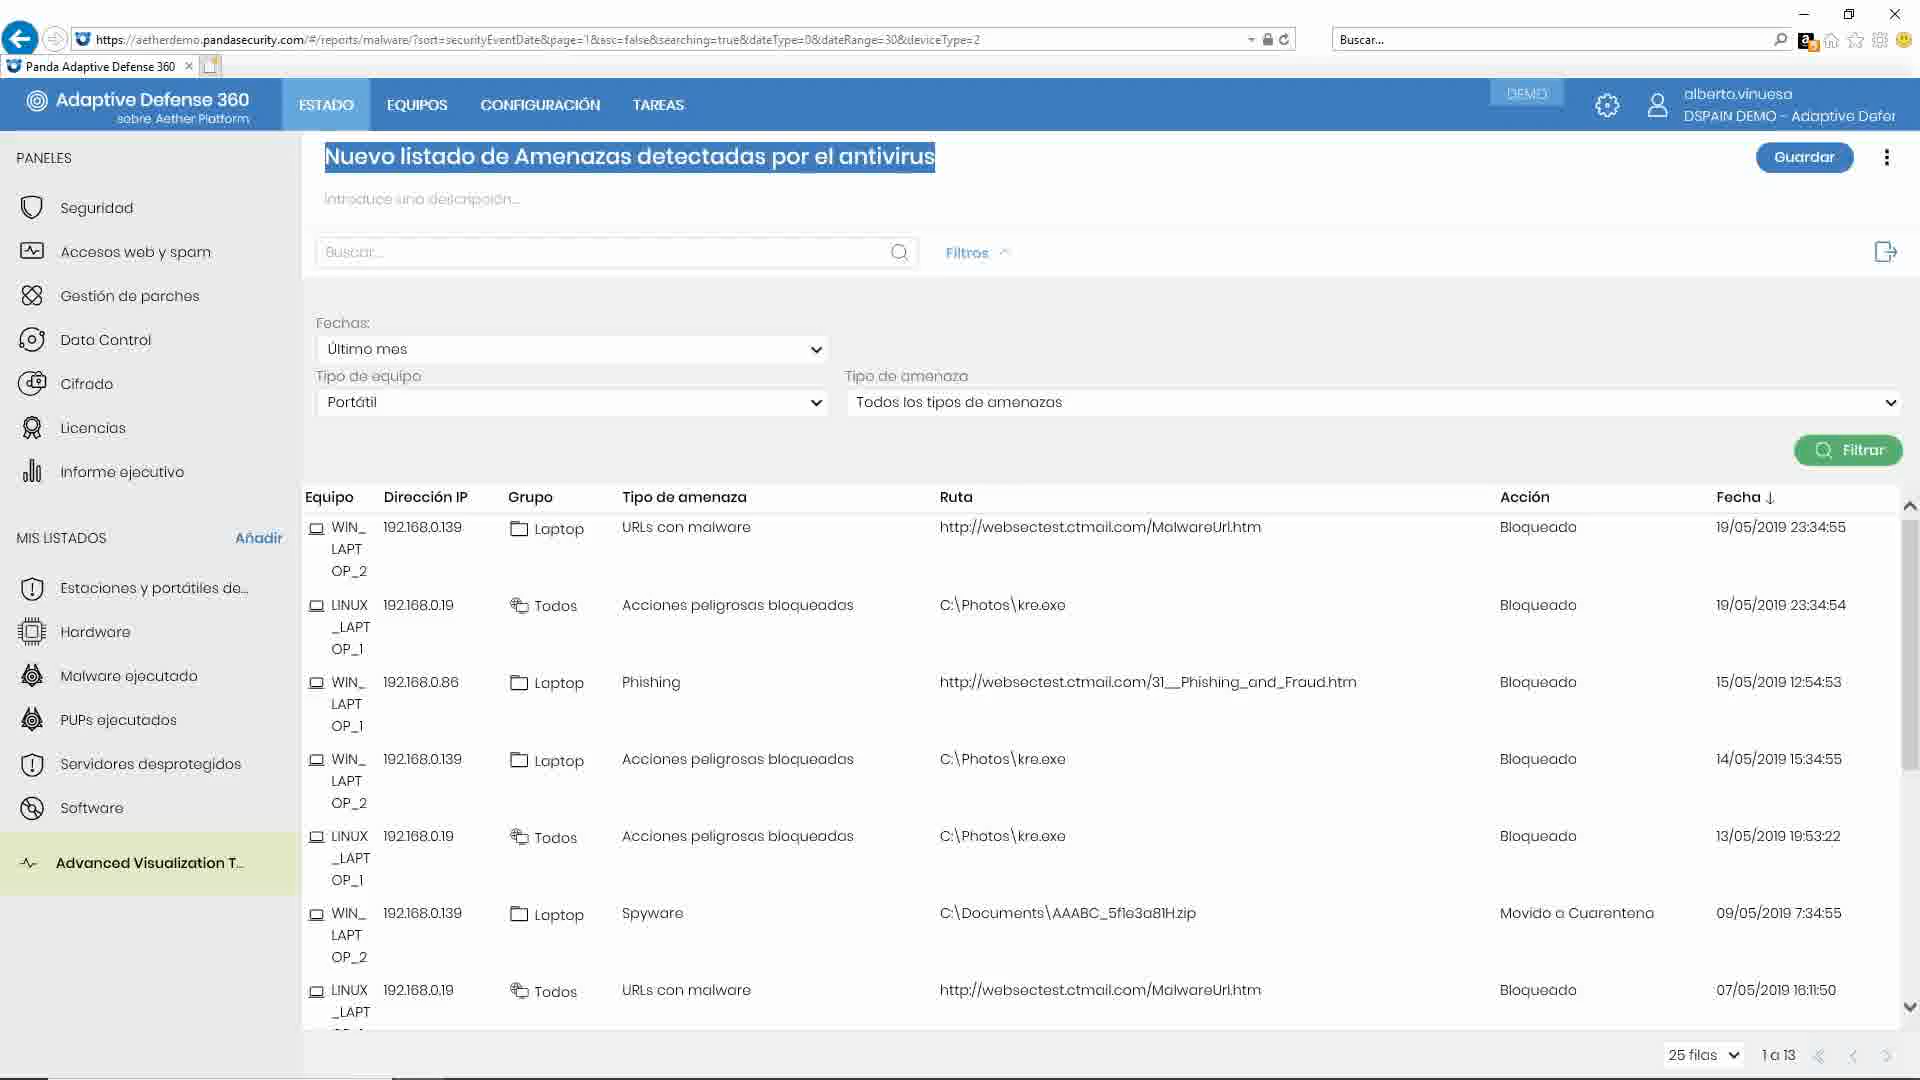 https://aetherdemo.pandasecurity.com/#/reports/malware/?sort=securityEventDate&page=1&asc=false&searching=true&dateType=0&dateRange=30&deviceType=2
Buscar...
Panda Adaptive Defense 360
Adaptive Defense 360
sobre Aether Platform
ESTADO
EQUIPOS
CONFIGURACIÓN
TAREAS
DEMO
alberto.vinuesa
DSPAIN DEMO - Adaptive Defer
PANELES
Seguridad
Accesos web y spam
Gestión de parches
Data Control
Cifrado
Licencias
Informe ejecutivo
MIS LISTADOS
Añadir
Estaciones y portátiles de...
Hardware
Malware ejecutado
PUPs ejecutados
Servidores desprotegidos
Software
Advanced Visualization T...
Nuevo listado de Amenazas detectadas por el antivirus
Guardar
Introduce una descripción...
Buscar...
Filtros
Fechas:
Último mes
Tipo de equipo
Tipo de amenaza
Portátil
Todos los tipos de amenazas
Filtrar
Equipo Dirección IP Grupo Tipo de amenaza Ruta Acción Fecha ↓
WIN_ 192.168.0.139 Laptop URLs con malware http://websectest.ctmail.com/MalwareUrl.htm Bloqueado 19/05/2019 23:34:55
LAPT
OP_2
LINUX 192.168.0.19 Todos Acciones peligrosas bloqueadas C:\Photos\kre.exe Bloqueado 19/05/2019 23:34:54
_LAPT
OP_1
WIN_ 192.168.0.86 Laptop Phishing http://websectest.ctmail.com/31__Phishing_and_Fraud.htm Bloqueado 15/05/2019 12:54:53
LAPT
OP_1
WIN_ 192.168.0.139 Laptop Acciones peligrosas bloqueadas C:\Photos\kre.exe Bloqueado 14/05/2019 15:34:55
LAPT
OP_2
LINUX 192.168.0.19 Todos Acciones peligrosas bloqueadas C:\Photos\kre.exe Bloqueado 13/05/2019 19:53:22
_LAPT
OP_1
WIN_ 192.168.0.139 Laptop Spyware C:\Documents\AAABC_5f1e3a81H.zip Movido a Cuarentena 09/05/2019 7:34:55
LAPT
OP_2
LINUX 192.168.0.19 Todos URLs con malware http://websectest.ctmail.com/MalwareUrl.htm Bloqueado 07/05/2019 16:11:50
_LAPT
25 filas
1 a 13